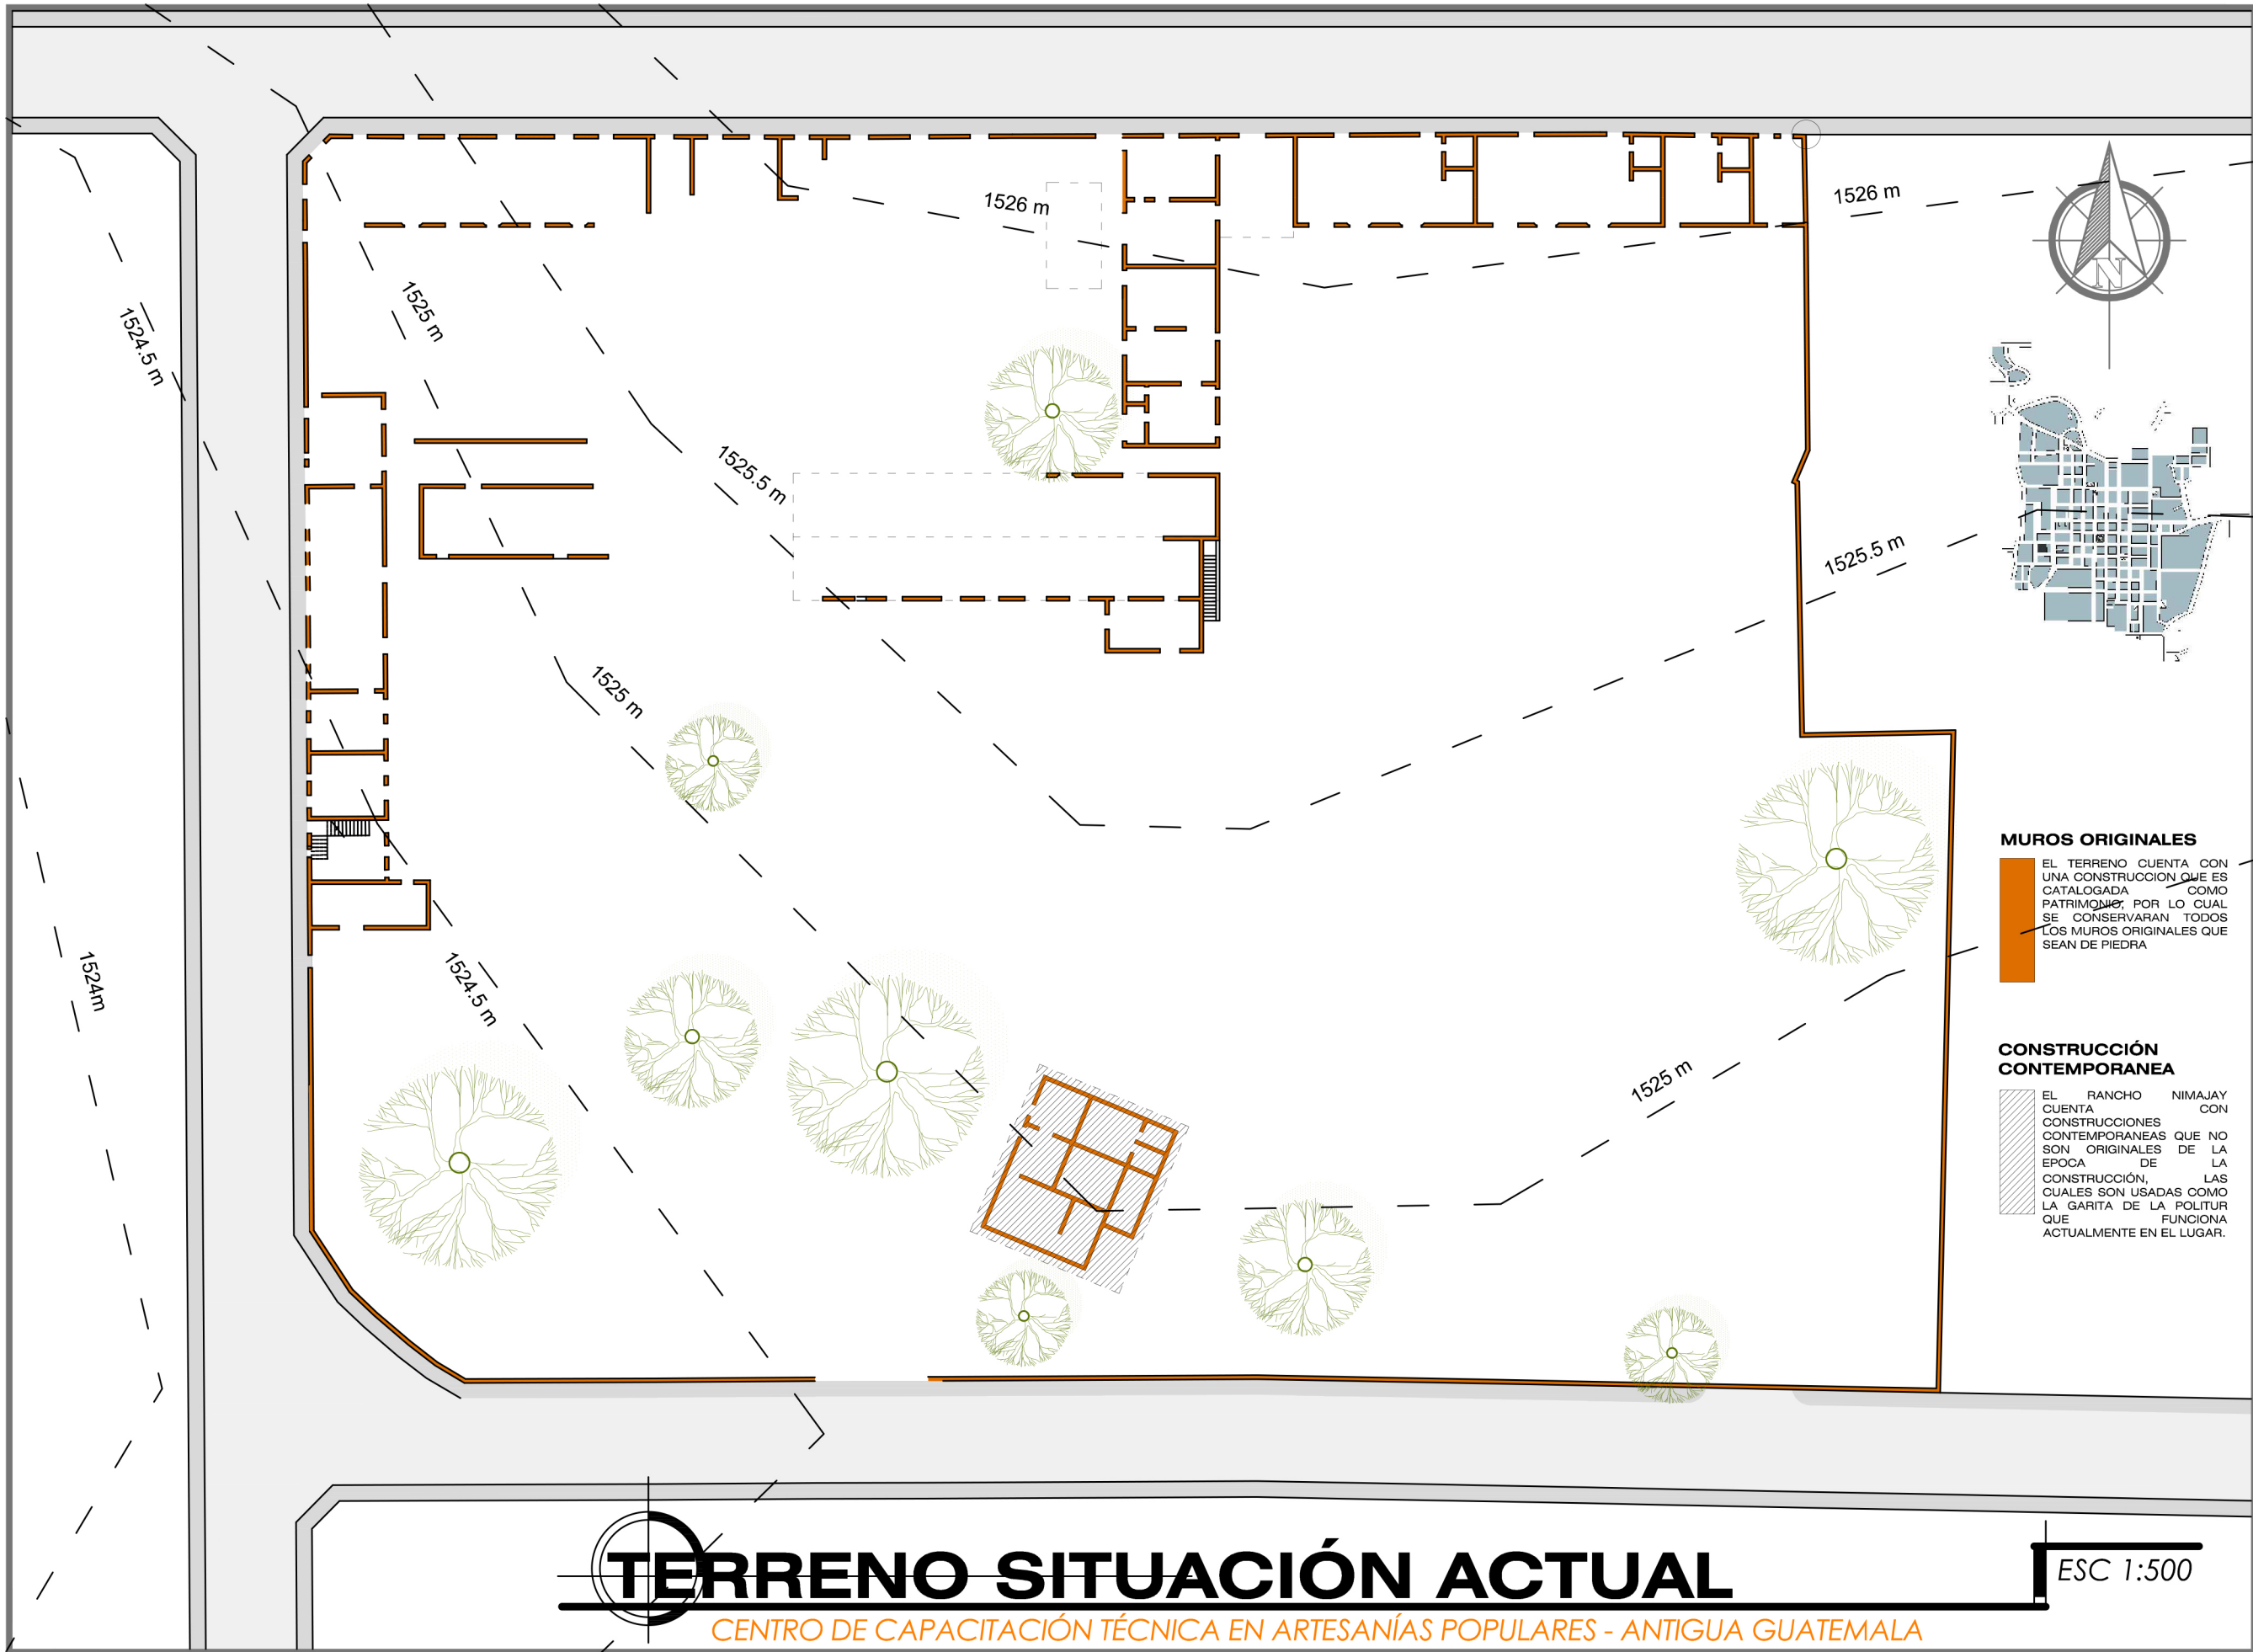 1526 m
1526 m
1525 m
1524.5 m
N
1525.5 m
1525.5 m
1525 m
MUROS ORIGINALES
EL TERRENO CUENTA CON
UNA CONSTRUCCION QUE ES
CATALOGADA COMO
PATRIMONIO, POR LO CUAL
SE CONSERVARAN TODOS
LOS MUROS ORIGINALES QUE
SEAN DE PIEDRA
1524m
1524.5 m
1525 m
CONSTRUCCIÓN
CONTEMPORANEA
EL RANCHO NIMAJAY
CUENTA CON
CONSTRUCCIONES
CONTEMPORANEAS QUE NO
SON ORIGINALES DE LA
EPOCA DE LA
CONSTRUCCIÓN, LAS
CUALES SON USADAS COMO
LA GARITA DE LA POLITUR
QUE FUNCIONA
ACTUALMENTE EN EL LUGAR.
TERRENO SITUACIÓN ACTUAL
ESC 1:500
CENTRO DE CAPACITACIÓN TÉCNICA EN ARTESANÍAS POPULARES - ANTIGUA GUATEMALA